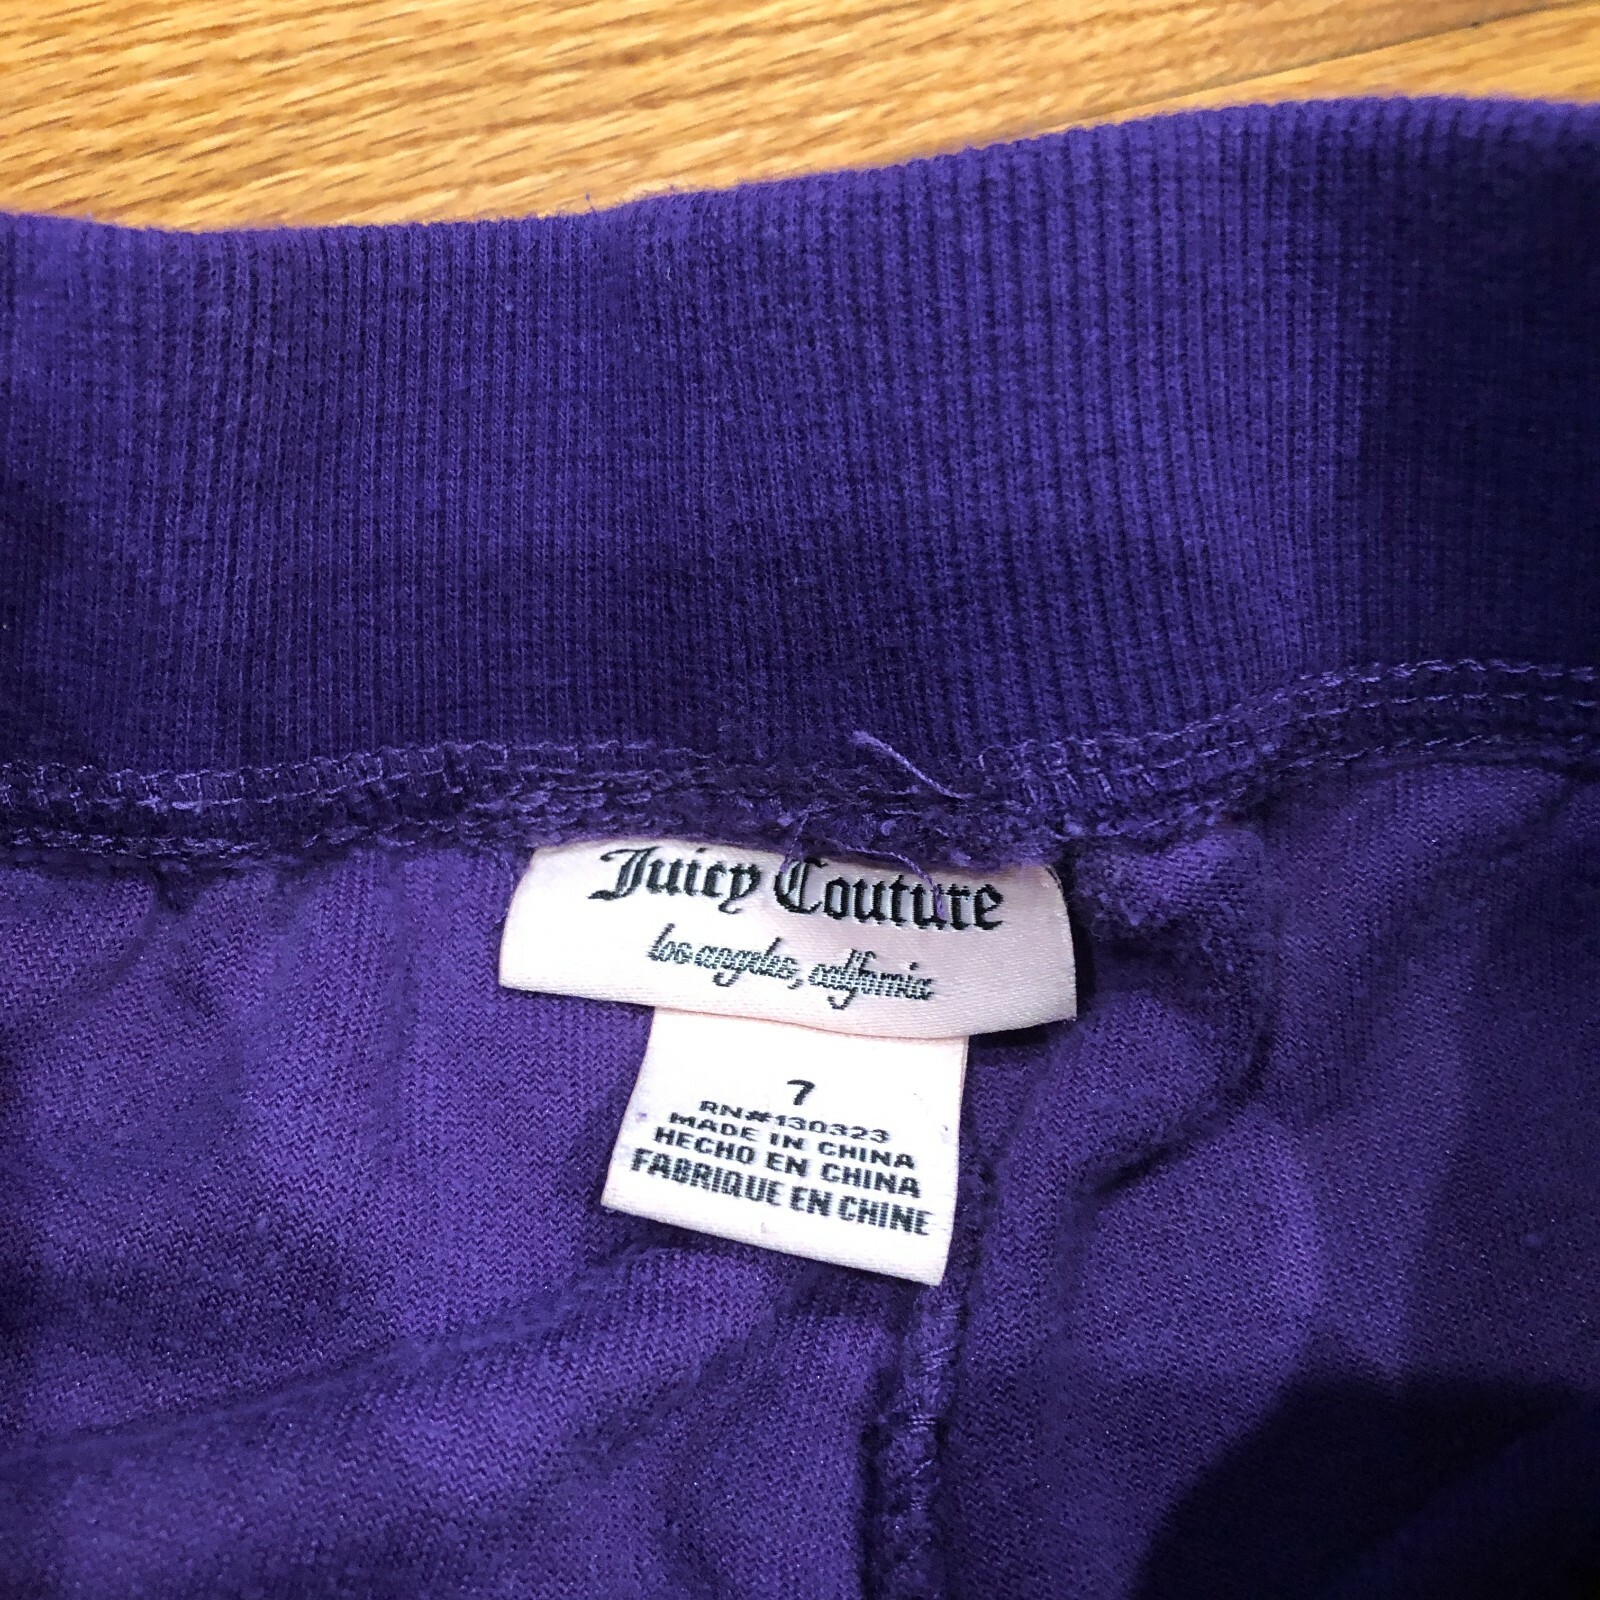 Juicy Couture
los angeles, california
7
RN#130323
MADE IN CHINA
HECHO EN CHINA
FABRIQUE EN CHINE